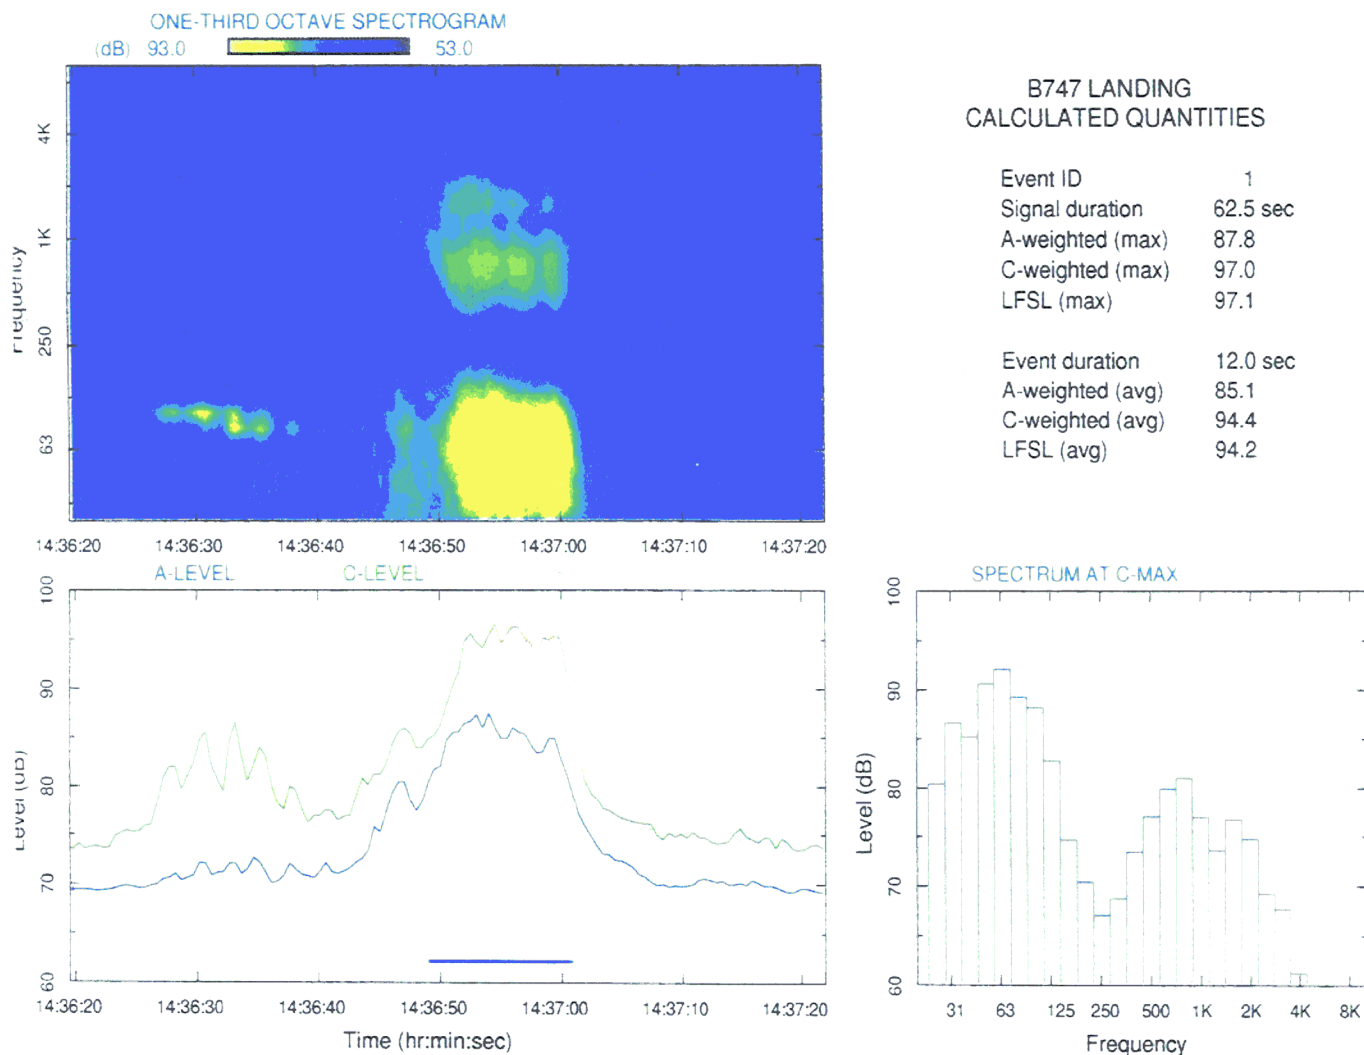 ONE-THIRD OCTAVE SPECTROGRAM
(dB) 93.0 53.0
4K
1K
250
63
Frequency
14:36:20 14:36:30 14:36:40 14:36:50 14:37:00 14:37:10 14:37:20
B747 LANDING
CALCULATED QUANTITIES
Event ID 1
Signal duration 62.5 sec
A-weighted (max) 87.8
C-weighted (max) 97.0
LFSL (max) 97.1
Event duration 12.0 sec
A-weighted (avg) 85.1
C-weighted (avg) 94.4
LFSL (avg) 94.2
A-LEVEL C-LEVEL
100
90
80
70
60
Level (dB)
14:36:20 14:36:30 14:36:40 14:36:50 14:37:00 14:37:10 14:37:20
Time (hr:min:sec)
SPECTRUM AT C-MAX
100
90
80
70
60
Level (dB)
31 63 125 250 500 1K 2K 4K 8K
Frequency